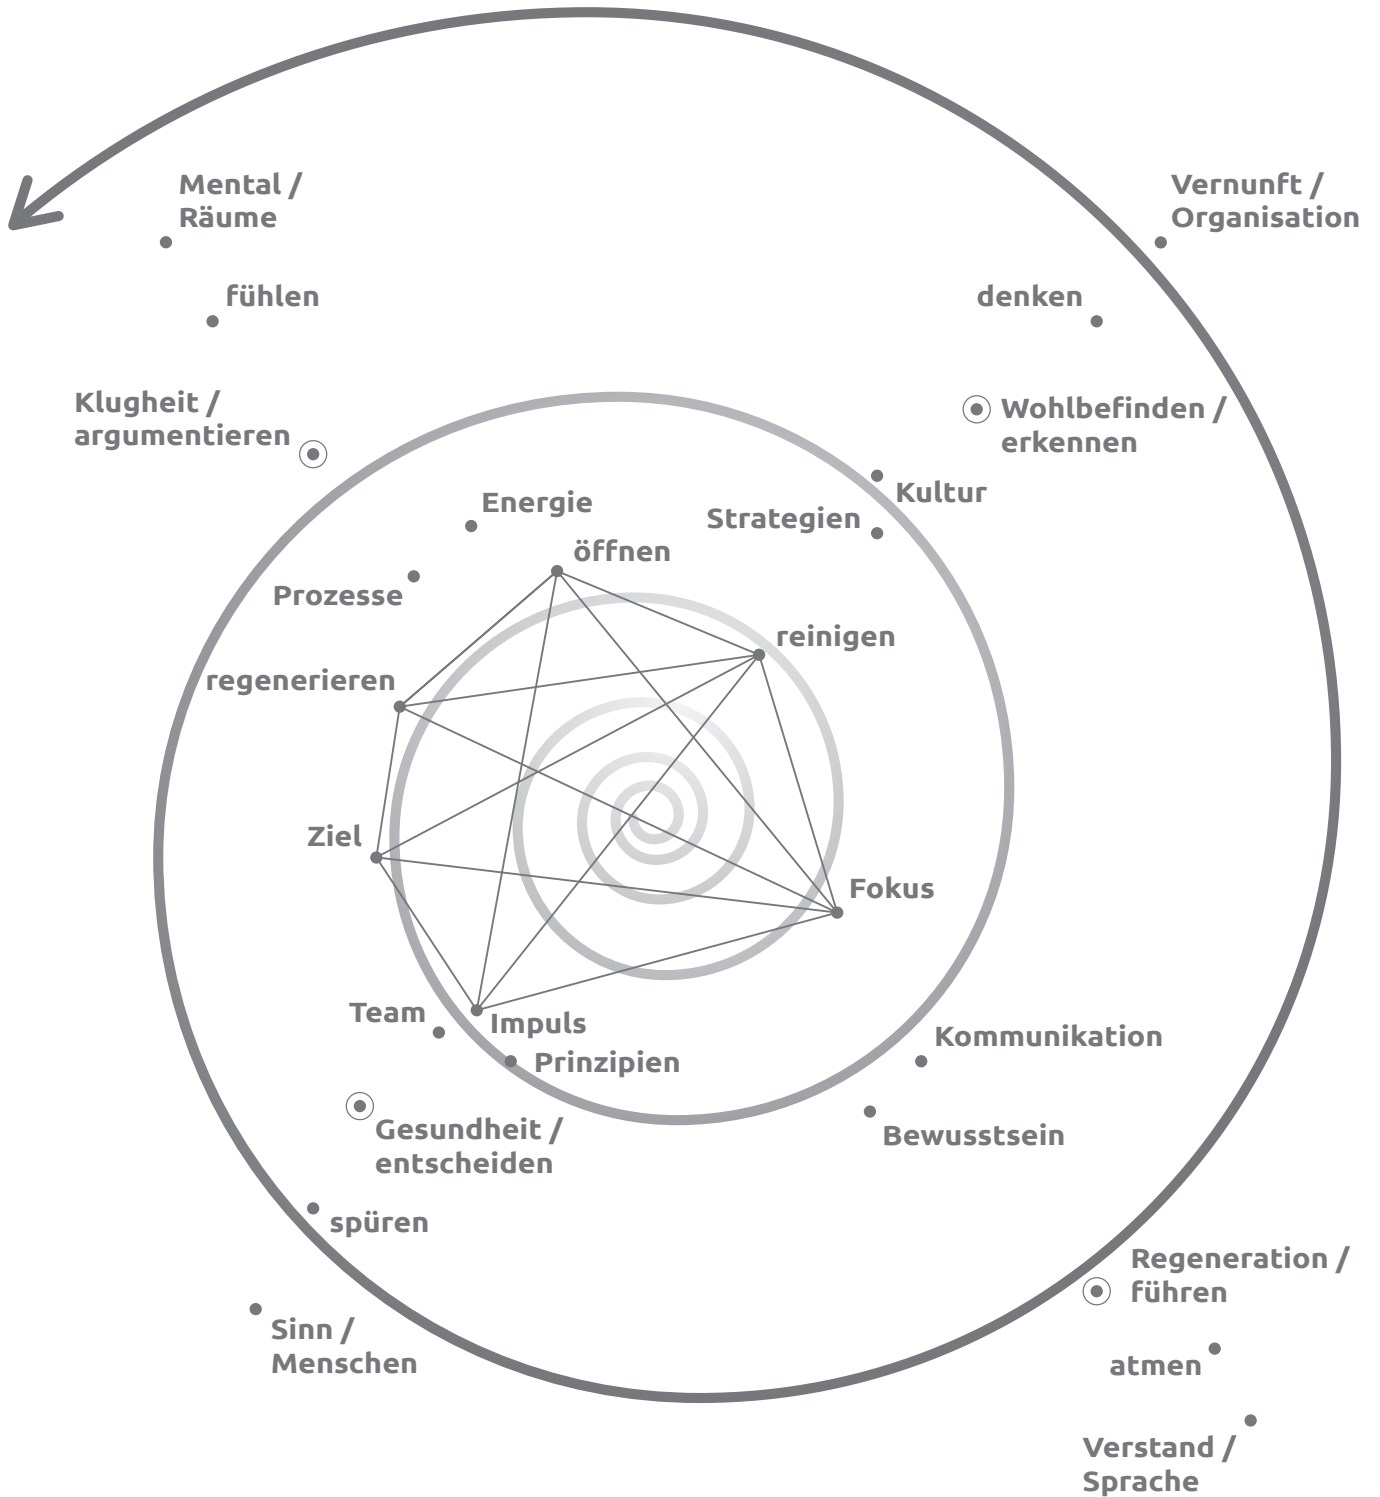 Mental /
Räume
Vernunft /
Organisation
fühlen
denken
Klugheit /
argumentieren
Wohlbefinden /
erkennen
Energie
Kultur
Strategien
öffnen
Prozesse
reinigen
regenerieren
Ziel
Fokus
Team
Impuls
Kommunikation
Prinzipien
Gesundheit /
entscheiden
Bewusstsein
spüren
Regeneration /
führen
Sinn /
Menschen
atmen
Verstand /
Sprache